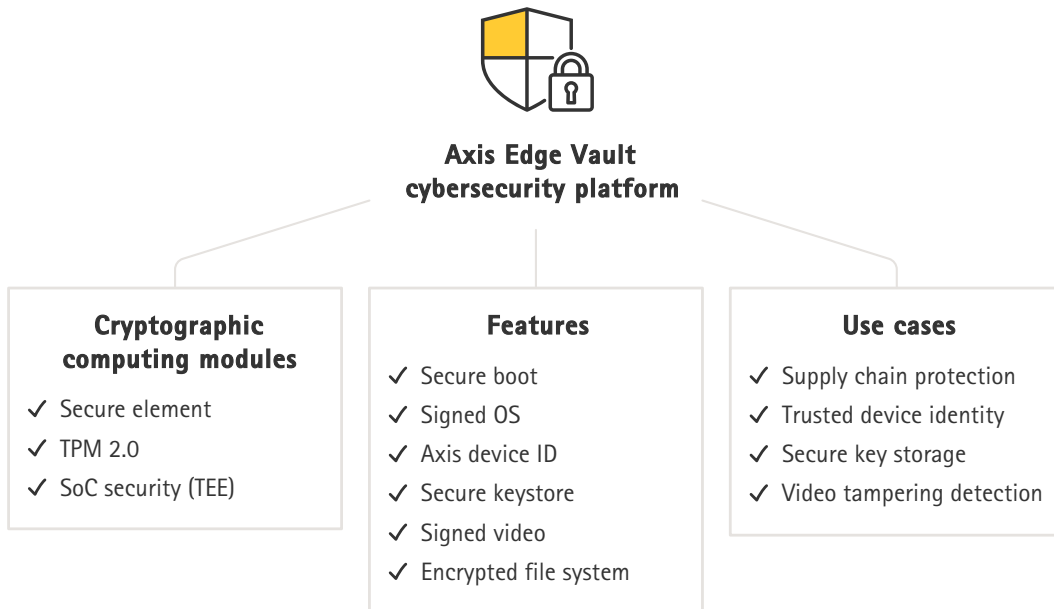 Axis Edge Vault
cybersecurity platform
Cryptographic
computing modules
✓ Secure element
✓ TPM 2.0
✓ SoC security (TEE)
Features
✓ Secure boot
✓ Signed OS
✓ Axis device ID
✓ Secure keystore
✓ Signed video
✓ Encrypted file system
Use cases
✓ Supply chain protection
✓ Trusted device identity
✓ Secure key storage
✓ Video tampering detection